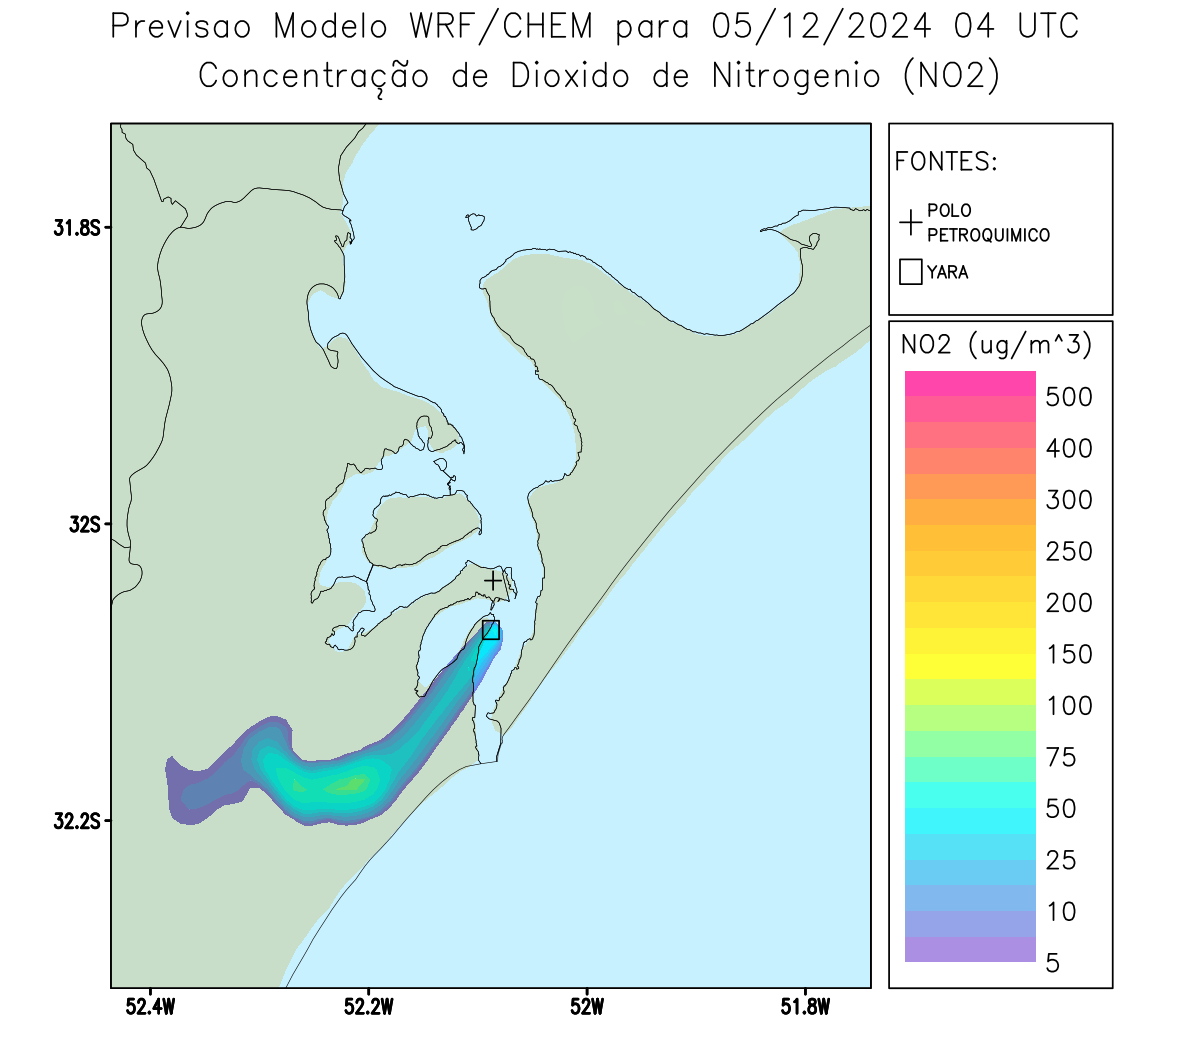 Previsao Modelo WRF/CHEM para 05/12/2024 04 UTC
Concentração de Dioxido de Nitrogenio (NO2)
FONTES:
POLO
PETROQUIMICO
YARA
NO2 (ug/m^3)
500
400
300
250
200
150
100
75
50
25
10
5
31.8S
32S
32.2S
52.4W
52.2W
52W
51.8W